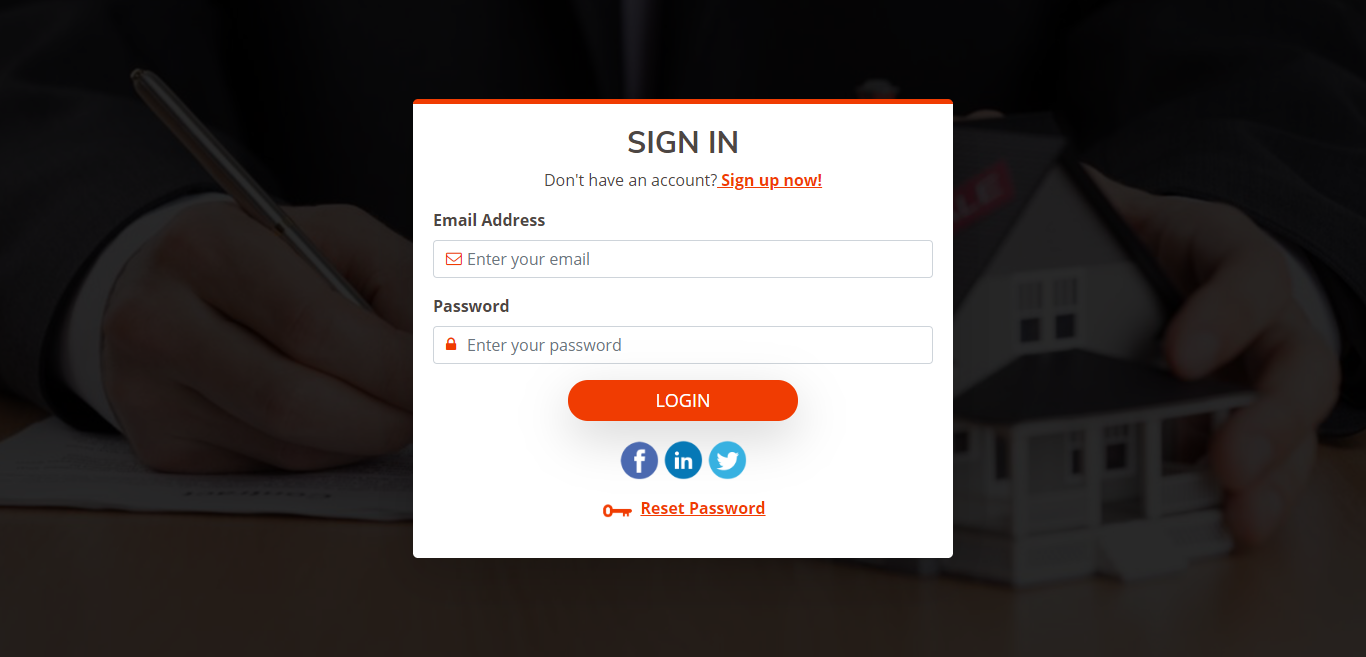 SIGN IN
Don't have an account? Sign up now!
Email Address
Enter your email
Password
Enter your password
LOGIN
f in
Reset Password
Contract